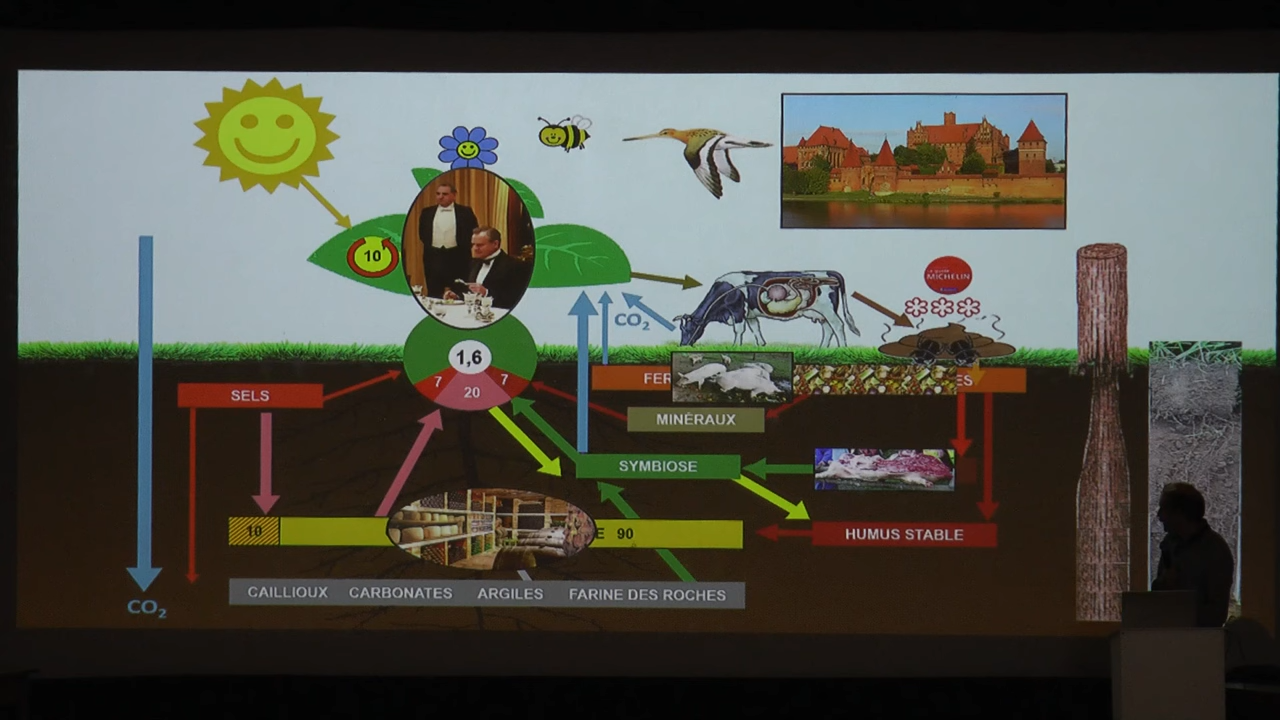 10
1,6
7
20
7
CO₂
MICHELIN
SELS
FER
ES
MINÉRAUX
SYMBIOSE
10
E 90
HUMUS STABLE
CAILLIOUX CARBONATES ARGILES FARINE DES ROCHES
CO₂